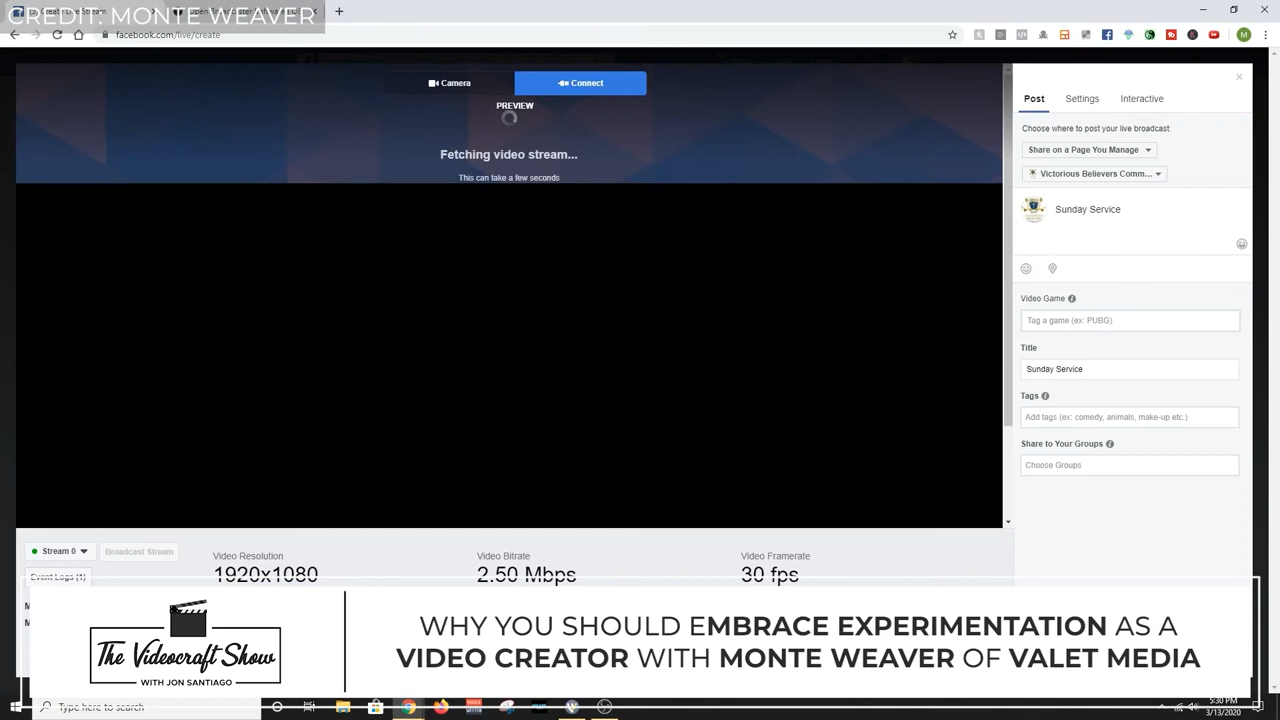 CREDIT: MONTE WEAVER
facebook.com/live/create
Camera
Connect
PREVIEW
Fetching video stream...
This can take a few seconds
Post
Settings
Interactive
Choose where to post your live broadcast:
Share on a Page You Manage
Victorious Believers Comm...
Sunday Service
Video Game
Tag a game (ex: PUBG)
Title
Sunday Service
Tags
Add tags (ex: comedy, animals, make-up etc.)
Share to Your Groups
Choose Groups
Stream 0
Broadcast Stream
Event Logs (1)
Video Resolution
1920x1080
Video Bitrate
2.50 Mbps
Video Framerate
30 fps
The Videocraft Show
WITH JON SANTIAGO
WHY YOU SHOULD EMBRACE EXPERIMENTATION AS A
VIDEO CREATOR WITH MONTE WEAVER OF VALET MEDIA
Type here to search
5:30 PM
3/13/2020